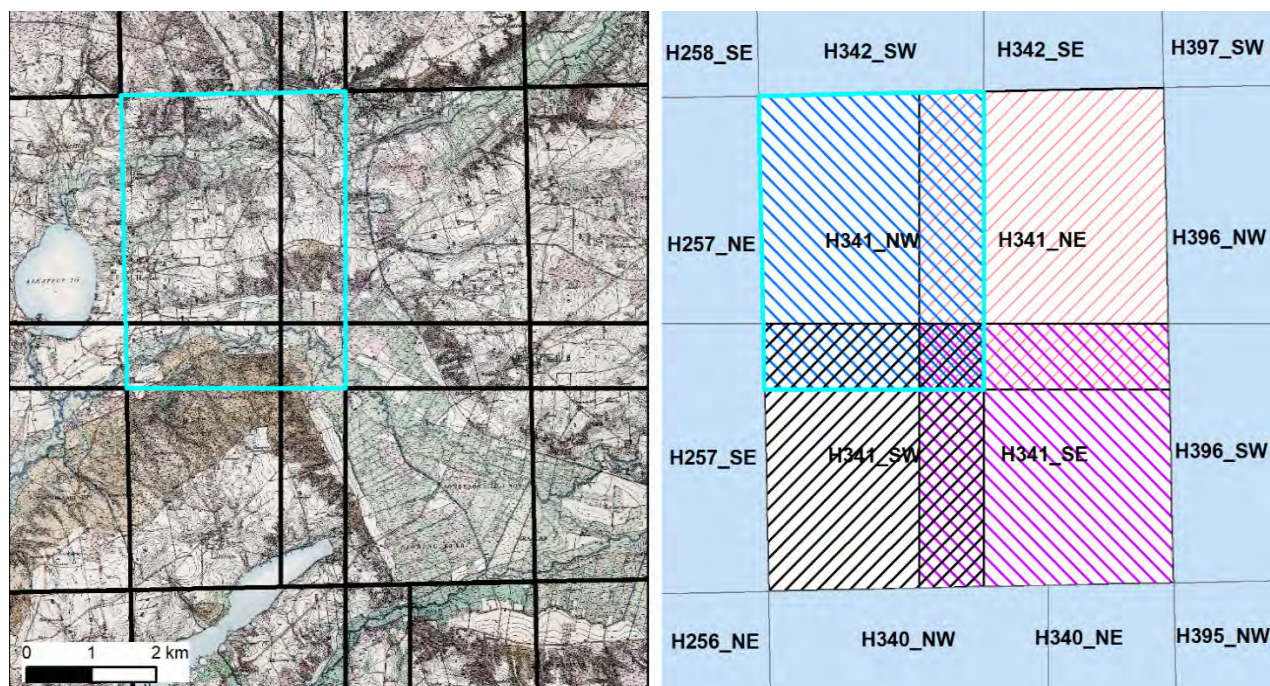 H258_SE
H342_SW
H342_SE
H397_SW
H257_NE
H341_NW
H341_NE
H396_NW
H257_SE
H341_SW
H341_SE
H396_SW
H256_NE
H340_NW
H340_NE
H395_NW
0 1 2 km